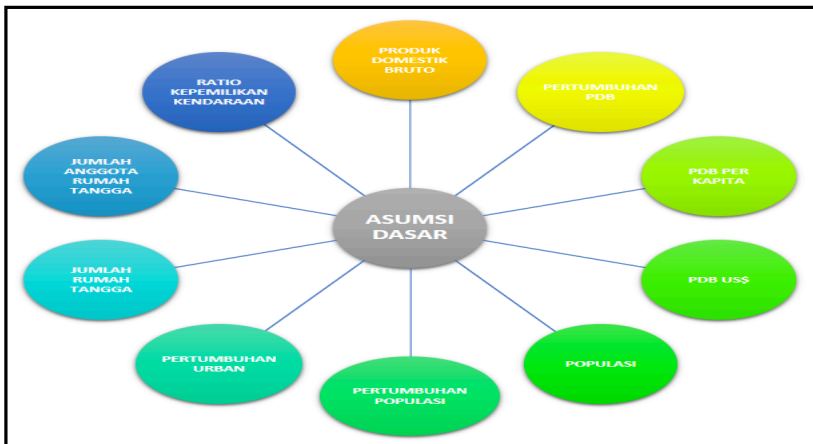 PRODUK
DOMESTIK
BRUTO
PERTUMBUHAN
PDB
PDB PER
KAPITA
PDB US$
POPULASI
PERTUMBUHAN
POPULASI
PERTUMBUHAN
URBAN
JUMLAH
RUMAH
TANGGA
JUMLAH
ANGGOTA
RUMAH
TANGGA
RATIO
KEPEMILIKAN
KENDARAAN
ASUMSI
DASAR